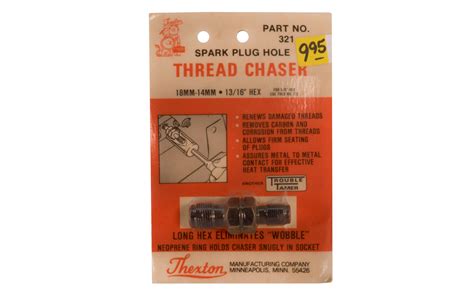 PART NO.
321
995
SPARK PLUG HOLE
THREAD CHASER
18MM-14MM • 13/16" HEX
• RENEWS DAMAGED THREADS
• REMOVES CARBON AND
CORROSION FROM THREADS
• ALLOWS FIRM SEATING
OF PLUGS
• ASSURES METAL TO METAL
CONTACT FOR EFFECTIVE
HEAT TRANSFER
ANOTHER TROUBLE
TAMER
LONG HEX ELIMINATES "WOBBLE"
NEOPRENE RING HOLDS CHASER SNUGLY IN SOCKET
Thexton
MANUFACTURING COMPANY
MINNEAPOLIS, MINN. 55426